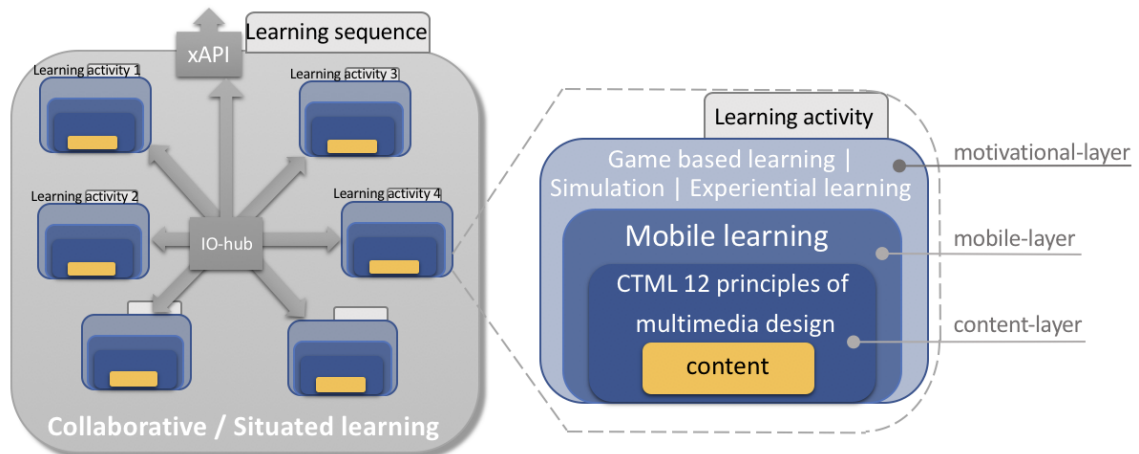 Learning sequence
xAPI
Learning activity 1
Learning activity 3
Learning activity 2
Learning activity 4
IO-hub
Collaborative / Situated learning
Learning activity
Game based learning |
Simulation | Experiential learning
Mobile learning
CTML 12 principles of
multimedia design
content
motivational-layer
mobile-layer
content-layer